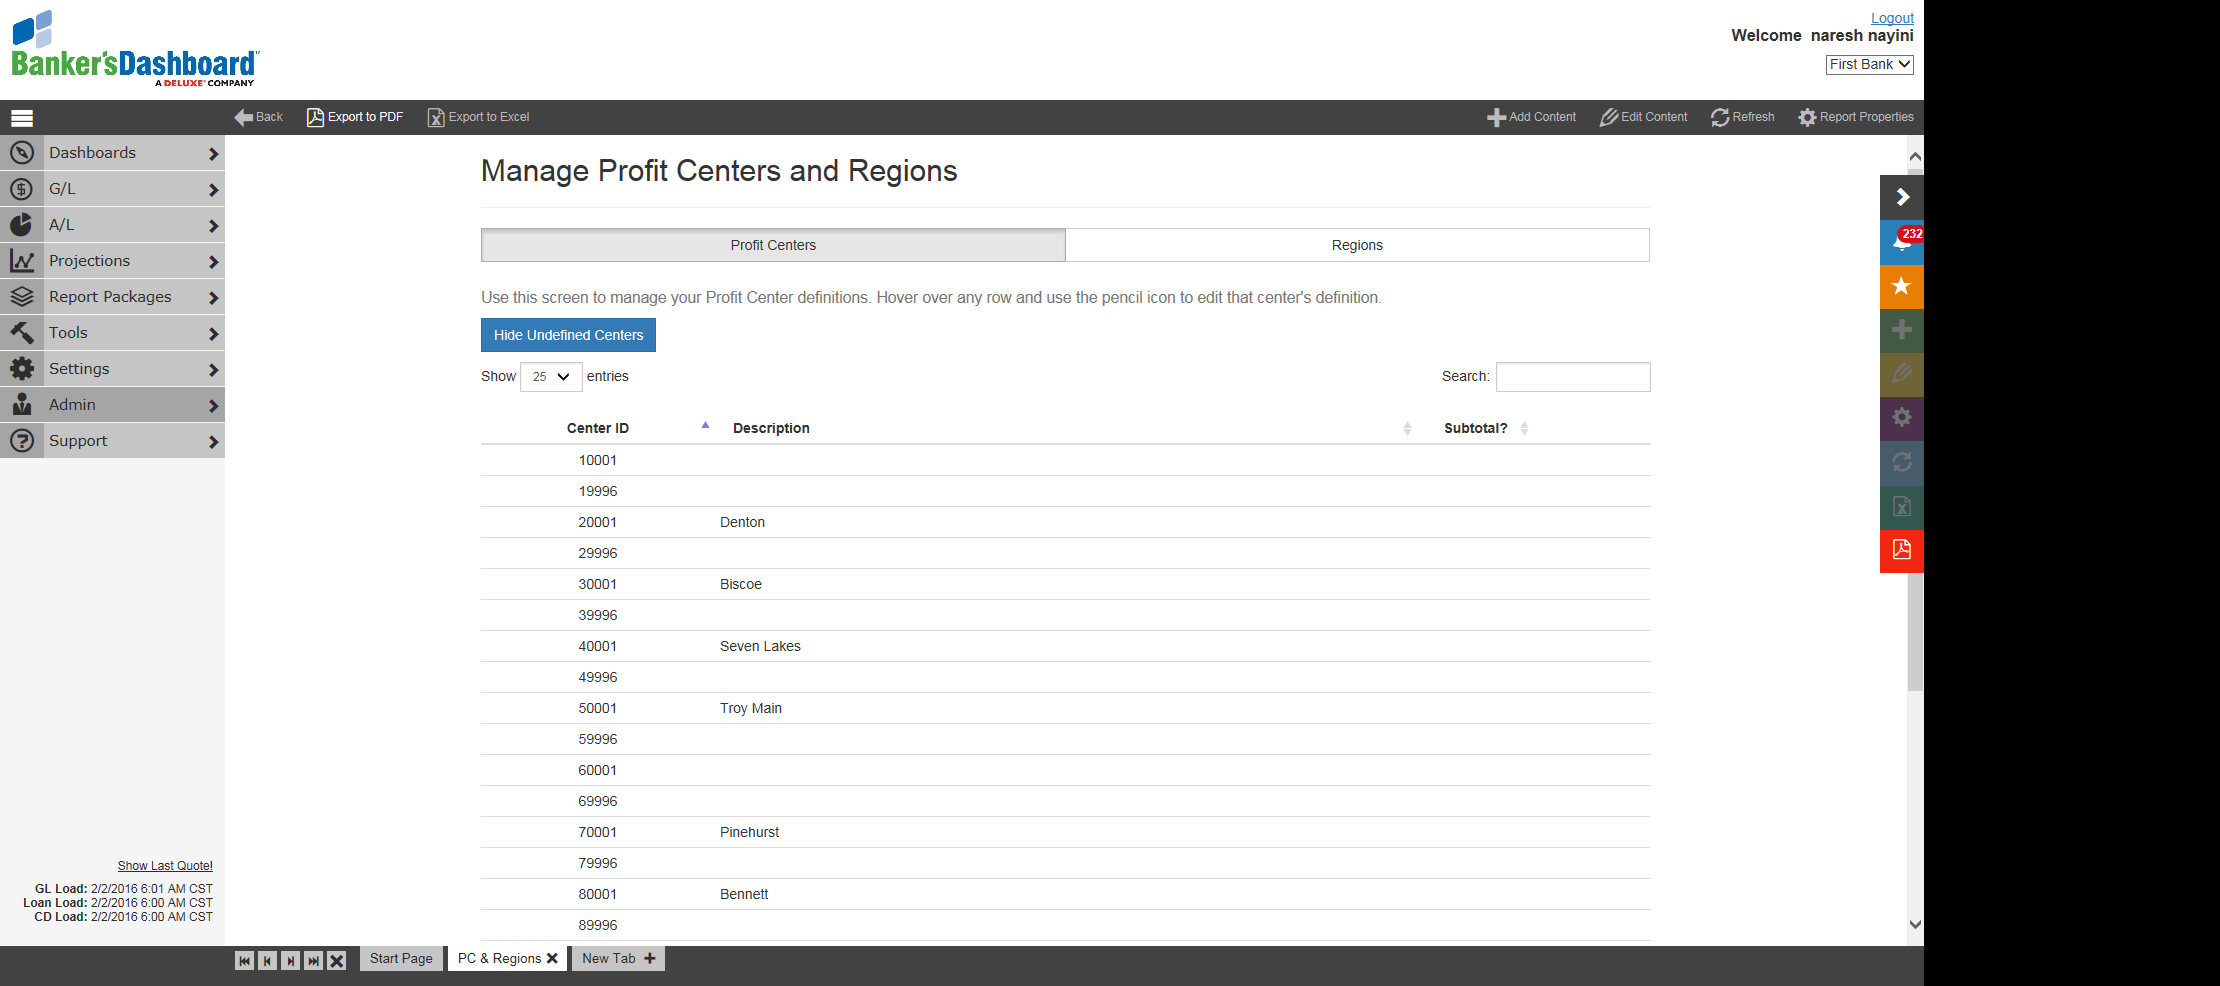 Logout
Banker'sDashboard
A DELUXE COMPANY
Welcome naresh nayini
First Bank
Back
Export to PDF
Export to Excel
Add Content
Edit Content
Refresh
Report Properties
Dashboards
G/L
A/L
Projections
Report Packages
Tools
Settings
Admin
Support
Manage Profit Centers and Regions
Profit Centers
Regions
Use this screen to manage your Profit Center definitions. Hover over any row and use the pencil icon to edit that center's definition.
Hide Undefined Centers
Show 25 entries
Search:
Center ID Description Subtotal?
10001
19996
20001 Denton
29996
30001 Biscoe
39996
40001 Seven Lakes
49996
50001 Troy Main
59996
60001
69996
70001 Pinehurst
79996
80001 Bennett
89996
232
Show Last Quote!
GL Load: 2/2/2016 6:01 AM CST
Loan Load: 2/2/2016 6:00 AM CST
CD Load: 2/2/2016 6:00 AM CST
Start Page
PC & Regions
New Tab